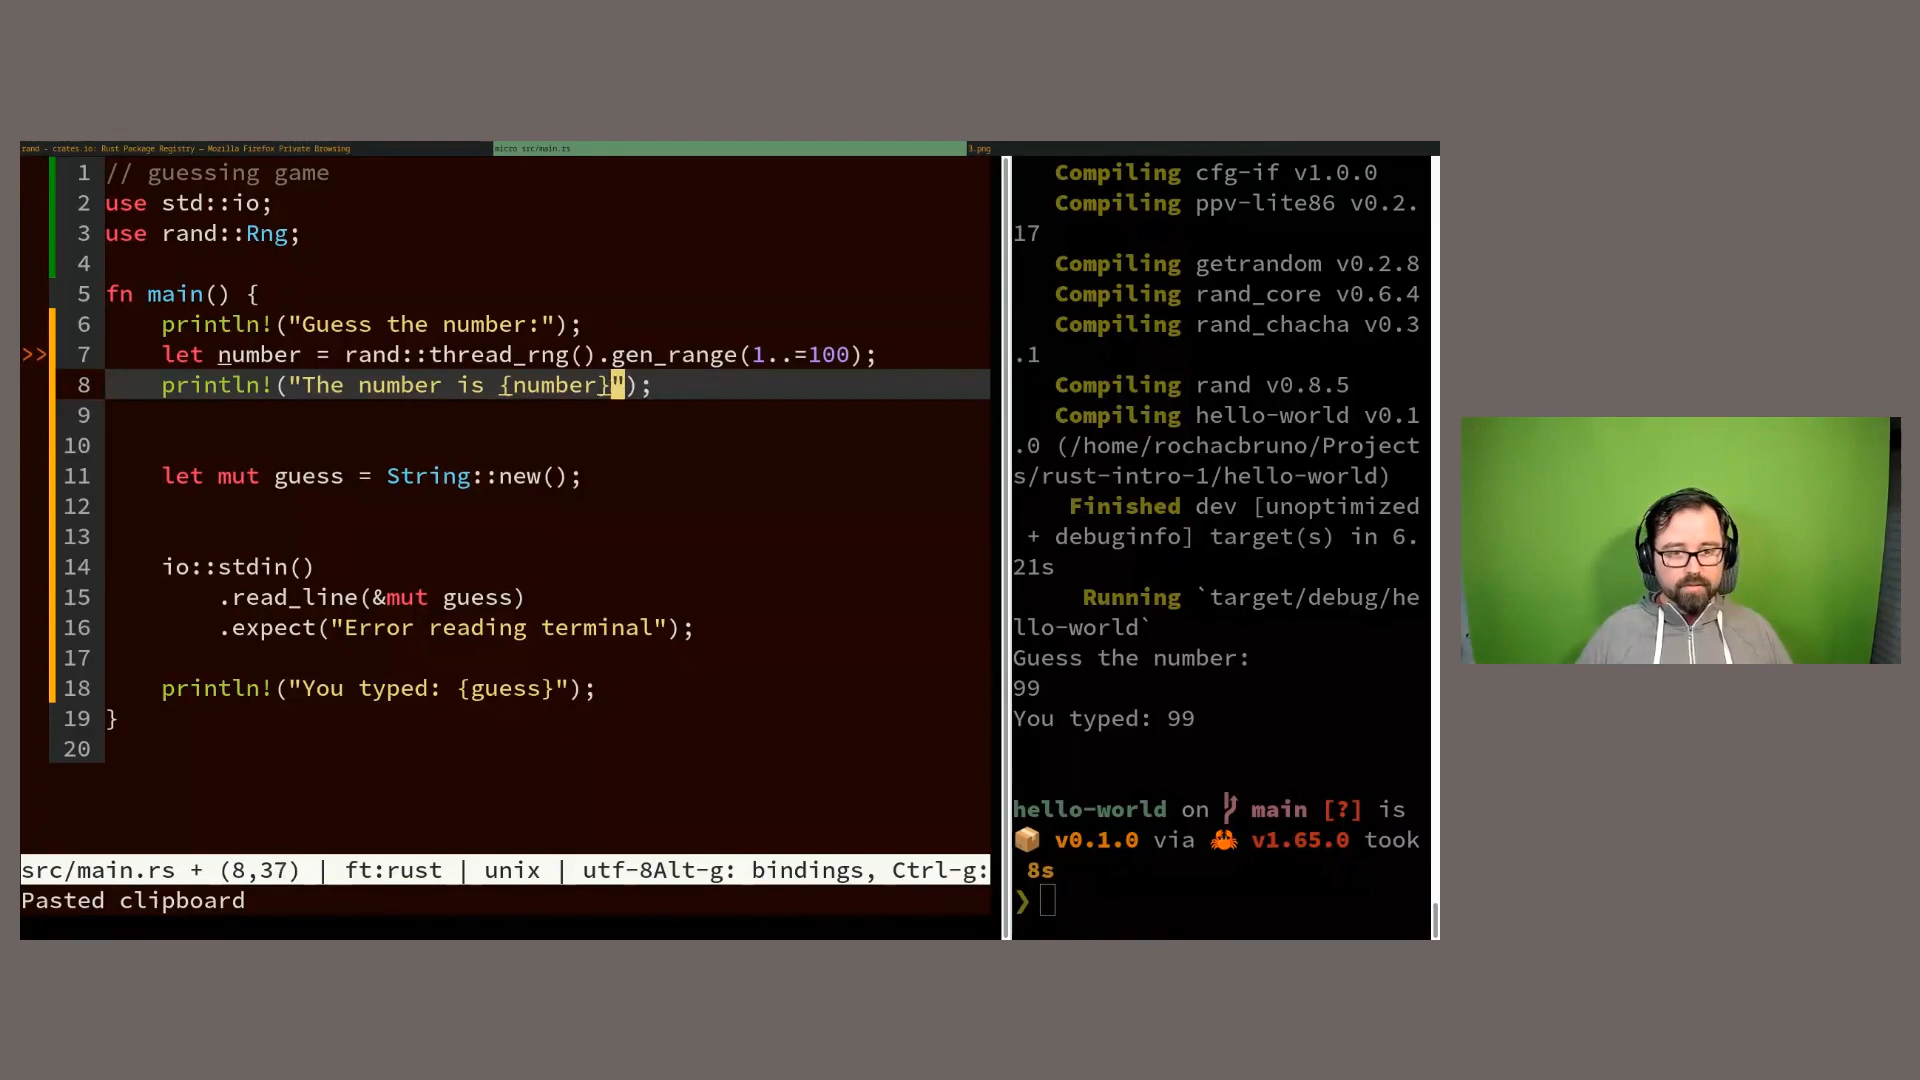 rand - crates.io: Rust Package Registry — Mozilla Firefox Private Browsing
micro src/main.rs
3.png
1 // guessing game
2 use std::io;
3 use rand::Rng;
4
5 fn main() {
6 println!("Guess the number:");
>> 7 let number = rand::thread_rng().gen_range(1..=100);
8 println!("The number is {number}");
9
10
11 let mut guess = String::new();
12
13
14 io::stdin()
15 .read_line(&mut guess)
16 .expect("Error reading terminal");
17
18 println!("You typed: {guess}");
19 }
20
src/main.rs + (8,37) | ft:rust | unix | utf-8Alt-g: bindings, Ctrl-g:
Pasted clipboard
Compiling cfg-if v1.0.0
Compiling ppv-lite86 v0.2.
17
Compiling getrandom v0.2.8
Compiling rand_core v0.6.4
Compiling rand_chacha v0.3
.1
Compiling rand v0.8.5
Compiling hello-world v0.1
.0 (/home/rochacbruno/Project
s/rust-intro-1/hello-world)
Finished dev [unoptimized
+ debuginfo] target(s) in 6.
21s
Running `target/debug/he
llo-world`
Guess the number:
99
You typed: 99
hello-world on main [?] is
📦 v0.1.0 via 🦀 v1.65.0 took
8s
❯